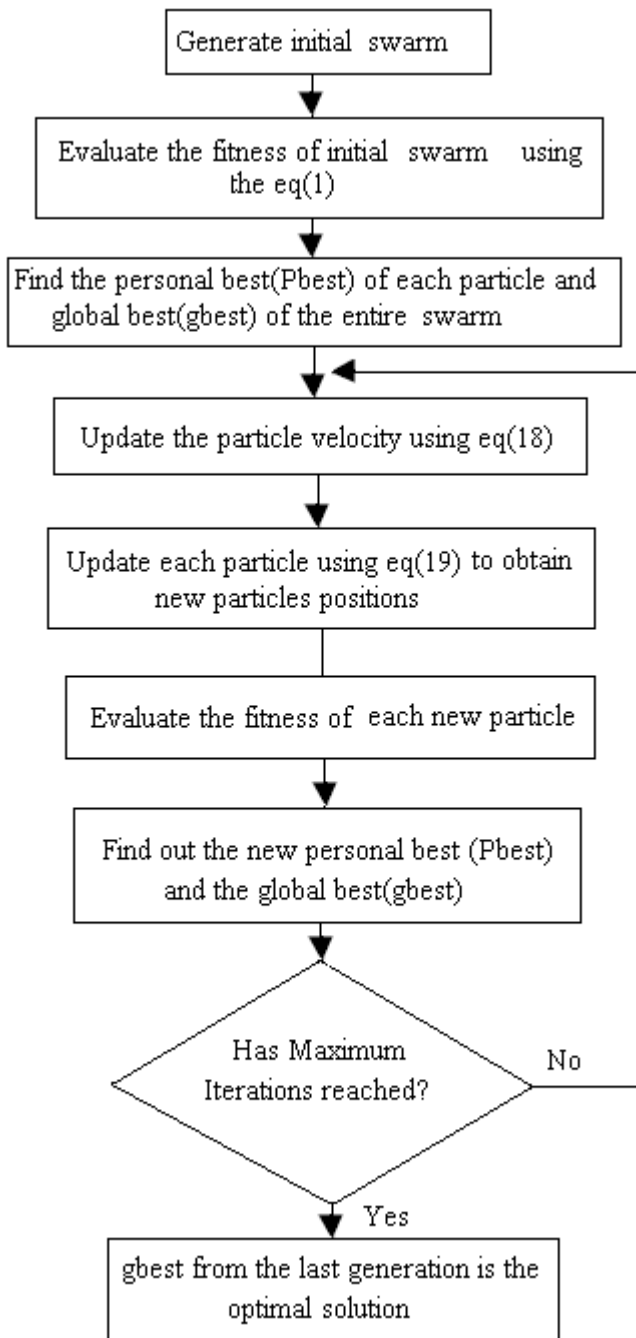 Generate initial swarm
Evaluate the fitness of initial swarm using
the eq(1)
Find the personal best(Pbest) of each particle and
global best(gbest) of the entire swarm
Update the particle velocity using eq(18)
Update each particle using eq(19) to obtain
new particles positions
Evaluate the fitness of each new particle
Find out the new personal best (Pbest)
and the global best(gbest)
Has Maximum
Iterations reached?
No
Yes
gbest from the last generation is the
optimal solution